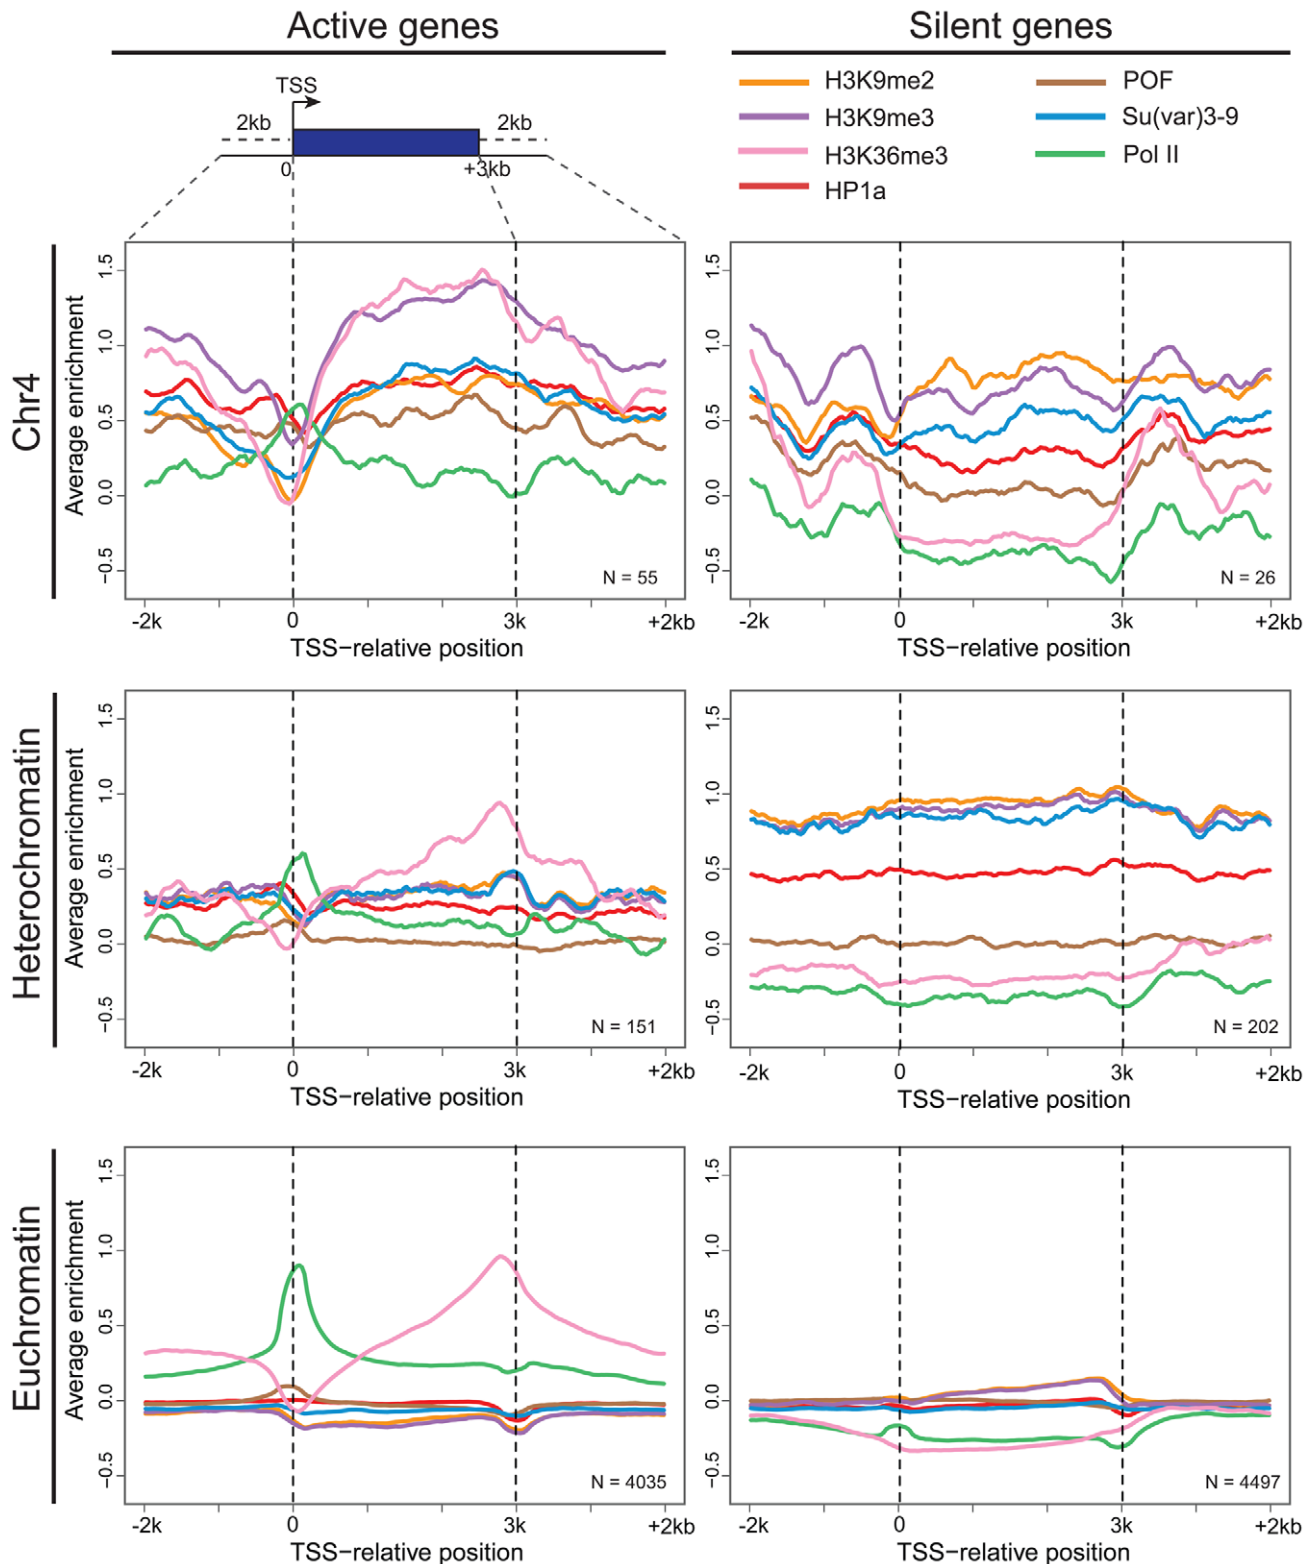 Active genes
Silent genes
TSS
2kb
2kb
0
+3kb
H3K9me2
H3K9me3
H3K36me3
HP1a
POF
Su(var)3-9
Pol II
Chr4
Average enrichment
1.5
1.0
0.5
0.0
−0.5
N = 55
-2k
0
3k
+2kb
TSS−relative position
1.5
1.0
0.5
0.0
−0.5
N = 26
-2k
0
3k
+2kb
TSS−relative position
Heterochromatin
Average enrichment
1.5
1.0
0.5
0.0
−0.5
N = 151
-2k
0
3k
+2kb
TSS−relative position
1.5
1.0
0.5
0.0
−0.5
N = 202
-2k
0
3k
+2kb
TSS−relative position
Euchromatin
Average enrichment
1.5
1.0
0.5
0.0
−0.5
N = 4035
-2k
0
3k
+2kb
TSS−relative position
1.5
1.0
0.5
0.0
−0.5
N = 4497
-2k
0
3k
+2kb
TSS−relative position